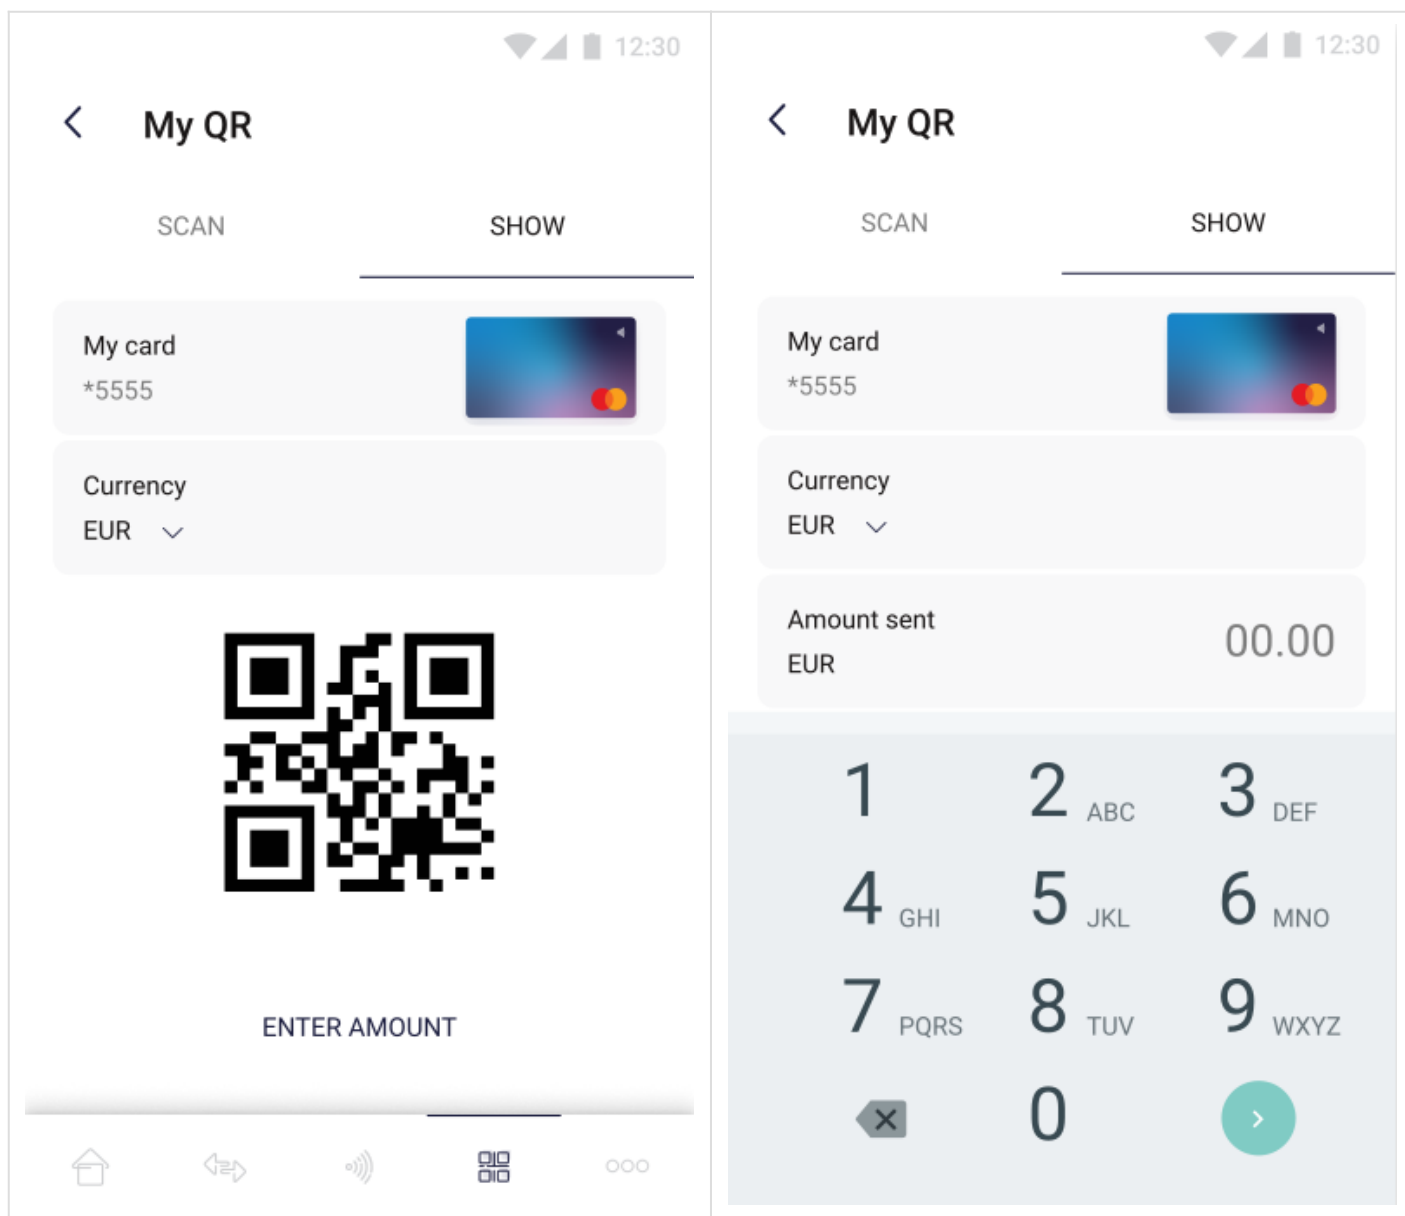 12:30
My QR
SCAN SHOW
My card
*5555
Currency
EUR
ENTER AMOUNT
12:30
My QR
SCAN SHOW
My card
*5555
Currency
EUR
Amount sent
EUR
00.00
1 2 ABC 3 DEF
4 GHI 5 JKL 6 MNO
7 PQRS 8 TUV 9 WXYZ
0